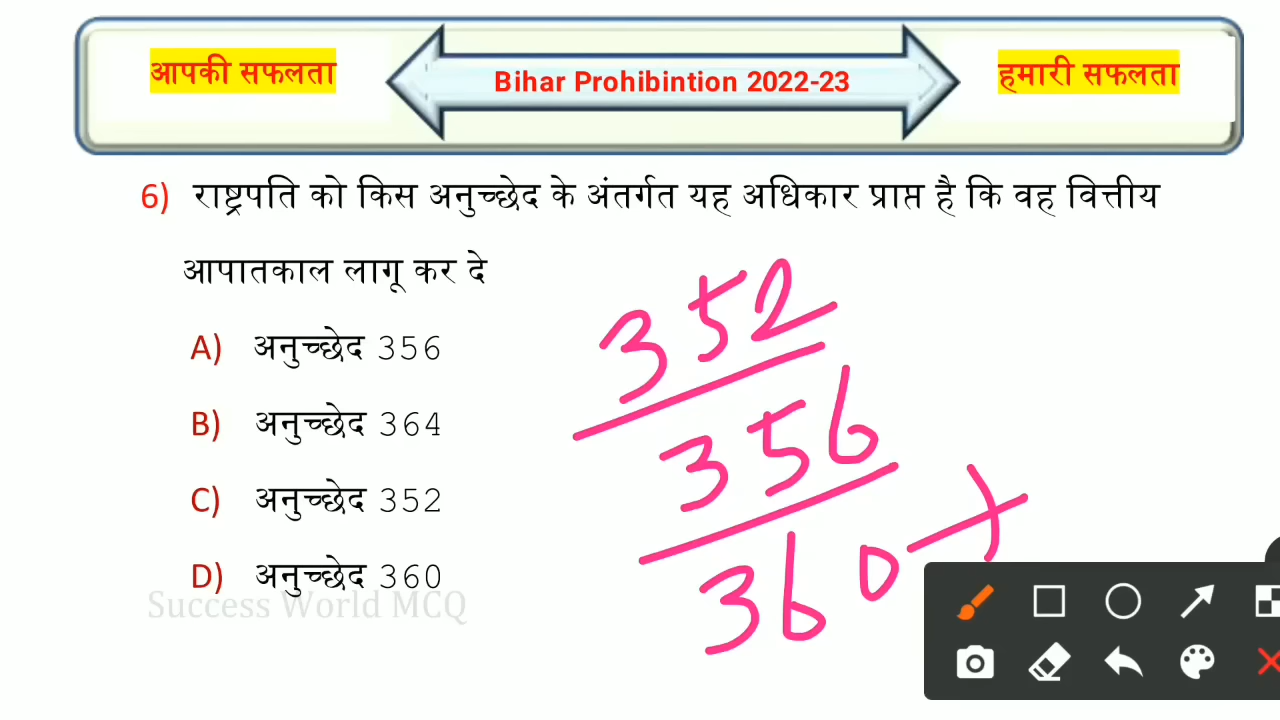 आपकी सफलता
Bihar Prohibintion 2022-23
हमारी सफलता
6) राष्ट्रपति को किस अनुच्छेद के अंतर्गत यह अधिकार प्राप्त है कि वह वित्तीय
आपातकाल लागू कर दे
A) अनुच्छेद 356
B) अनुच्छेद 364
C) अनुच्छेद 352
D) अनुच्छेद 360
Success World MCQ
352
356
360